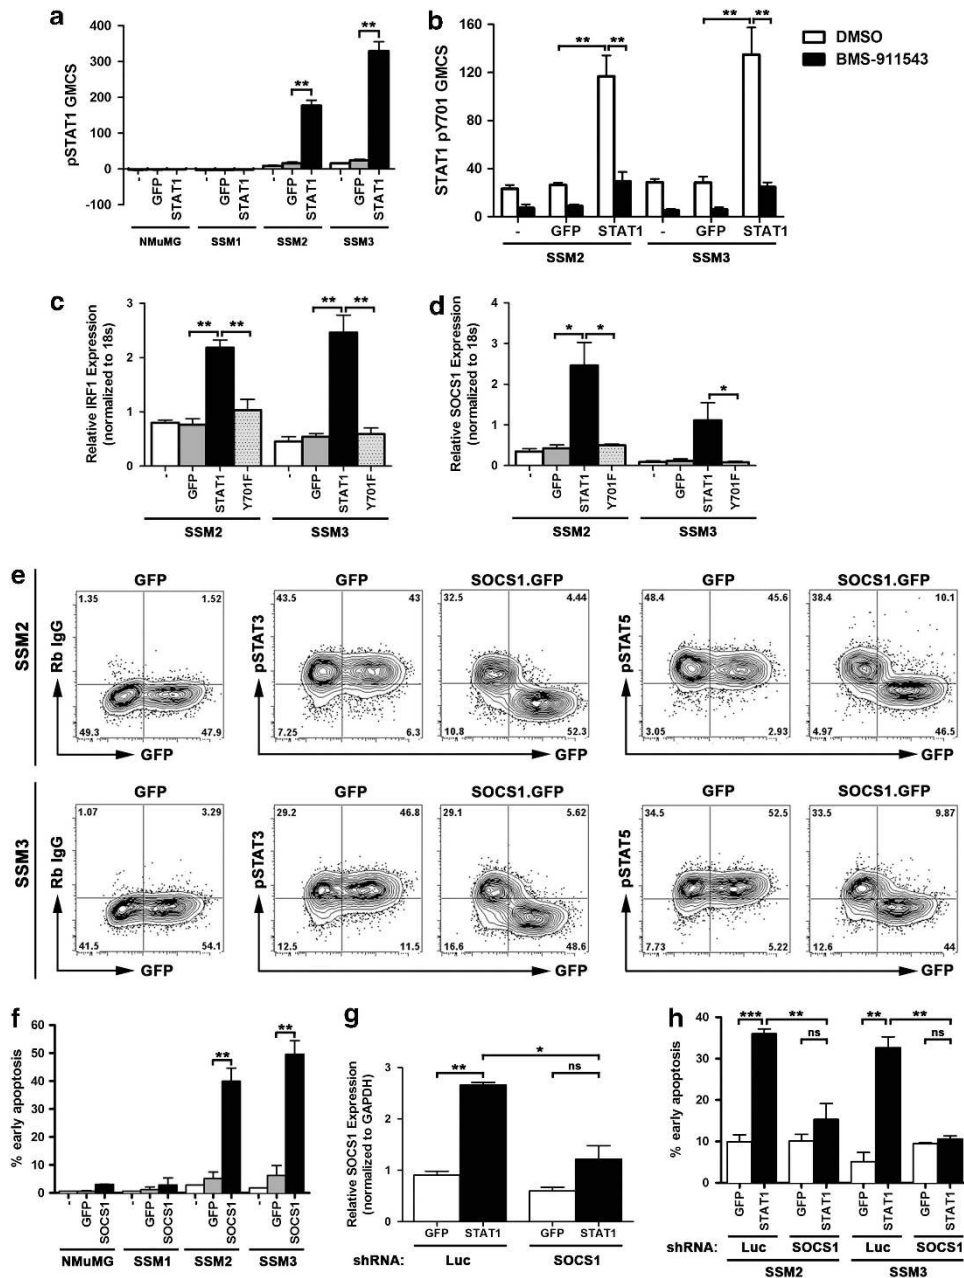 a
pSTAT1 GMCS
400
300
200
100
0
-100
**
**
- GFP STAT1 - GFP STAT1 - GFP STAT1 - GFP STAT1
NMuMG SSM1 SSM2 SSM3
b
STAT1 pY701 GMCS
160
120
80
40
0
** ** ** **
DMSO
BMS-911543
- GFP STAT1 - GFP STAT1
SSM2 SSM3
c
Relative IRF1 Expression
(normalized to 18s)
3
2
1
0
** ** ** **
- GFP STAT1 Y701F - GFP STAT1 Y701F
SSM2 SSM3
d
Relative SOCS1 Expression
(normalized to 18s)
4
3
2
1
0
* * *
- GFP STAT1 Y701F - GFP STAT1 Y701F
SSM2 SSM3
e
SSM2
GFP GFP SOCS1.GFP GFP SOCS1.GFP
Rb IgG pSTAT3 pSTAT5
1.35 1.52 43.5 43 32.5 4.44 48.4 45.6 38.4 10.1
49.3 47.9 7.25 6.3 10.8 52.3 3.05 2.93 4.97 46.5
GFP GFP GFP
SSM3
GFP GFP SOCS1.GFP GFP SOCS1.GFP
Rb IgG pSTAT3 pSTAT5
1.07 3.29 29.2 46.8 29.1 5.62 34.5 52.5 33.5 9.87
41.5 54.1 12.5 11.5 16.6 48.6 7.73 5.22 12.6 44
GFP GFP GFP
f
% early apoptosis
60
50
40
30
20
10
0
** **
- GFP SOCS1 - GFP SOCS1 - GFP SOCS1 - GFP SOCS1
NMuMG SSM1 SSM2 SSM3
g
Relative SOCS1 Expression
(normalized to GAPDH)
3
2
1
0
*
** ns
GFP STAT1 GFP STAT1
shRNA: Luc SOCS1
h
% early apoptosis
40
30
20
10
0
*** ** ** **
ns ns
GFP STAT1 GFP STAT1 GFP STAT1 GFP STAT1
shRNA: Luc SOCS1 Luc SOCS1
SSM2 SSM3